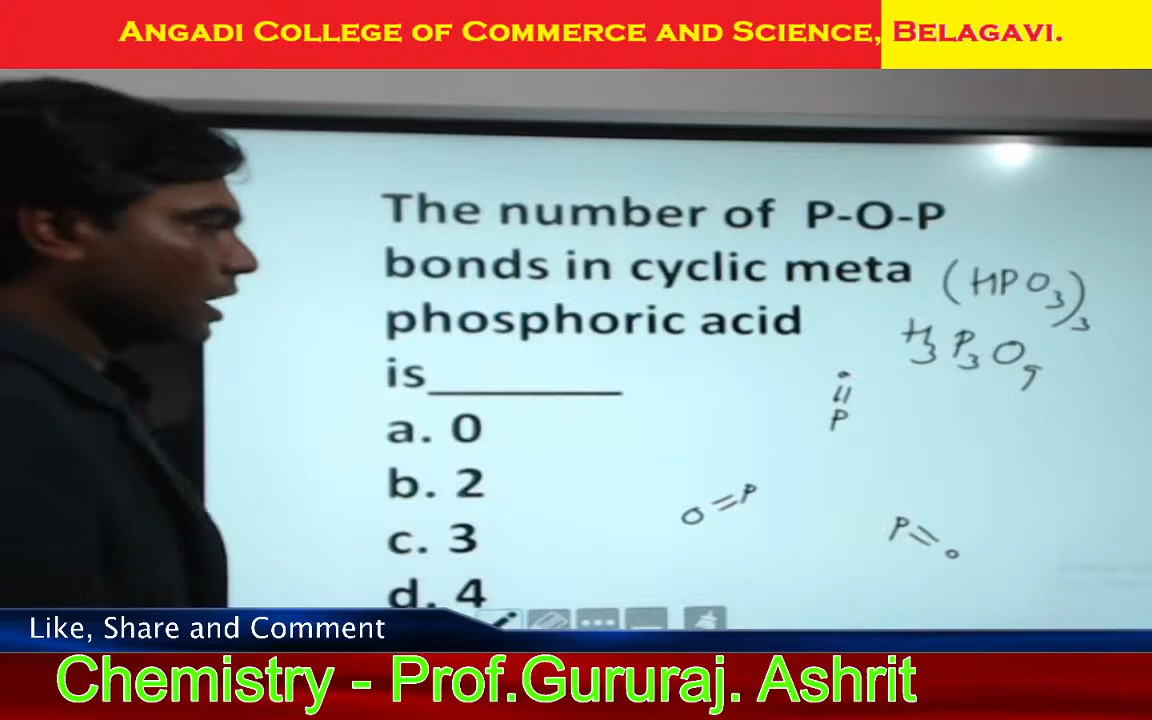 ANGADI COLLEGE OF COMMERCE AND SCIENCE, BELAGAVI.
The number of P-O-P
bonds in cyclic meta
phosphoric acid
is________
a. 0
b. 2
c. 3
d. 4
(HPO3)3
H3P3O9
O=P
P
P=O
Like, Share and Comment
Chemistry - Prof.Gururaj. Ashrit